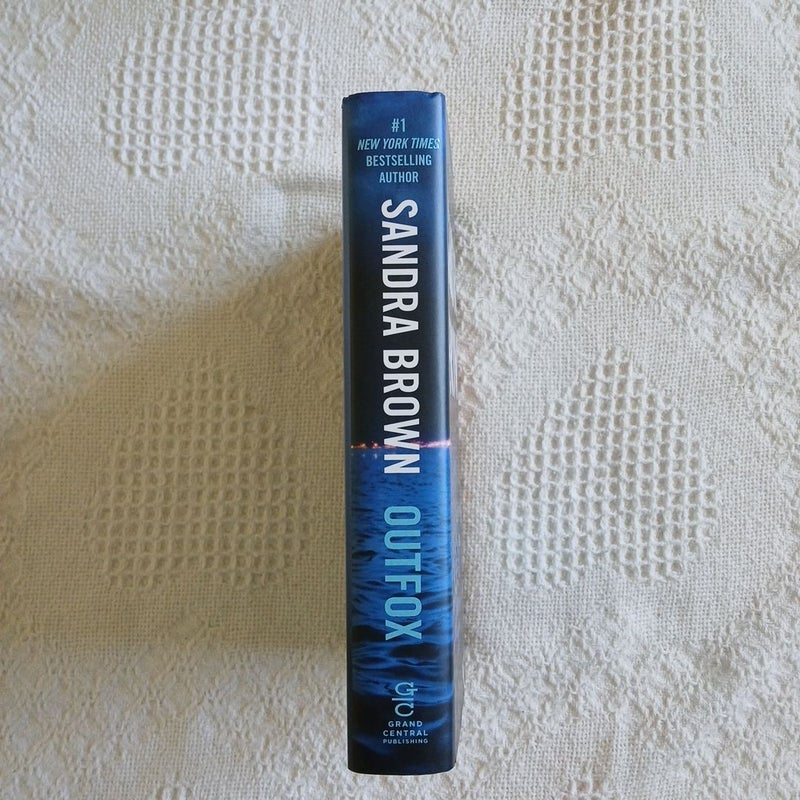 #1
NEW YORK TIMES
BESTSELLING
AUTHOR
SANDRA BROWN
OUTFOX
GRAND
CENTRAL
PUBLISHING